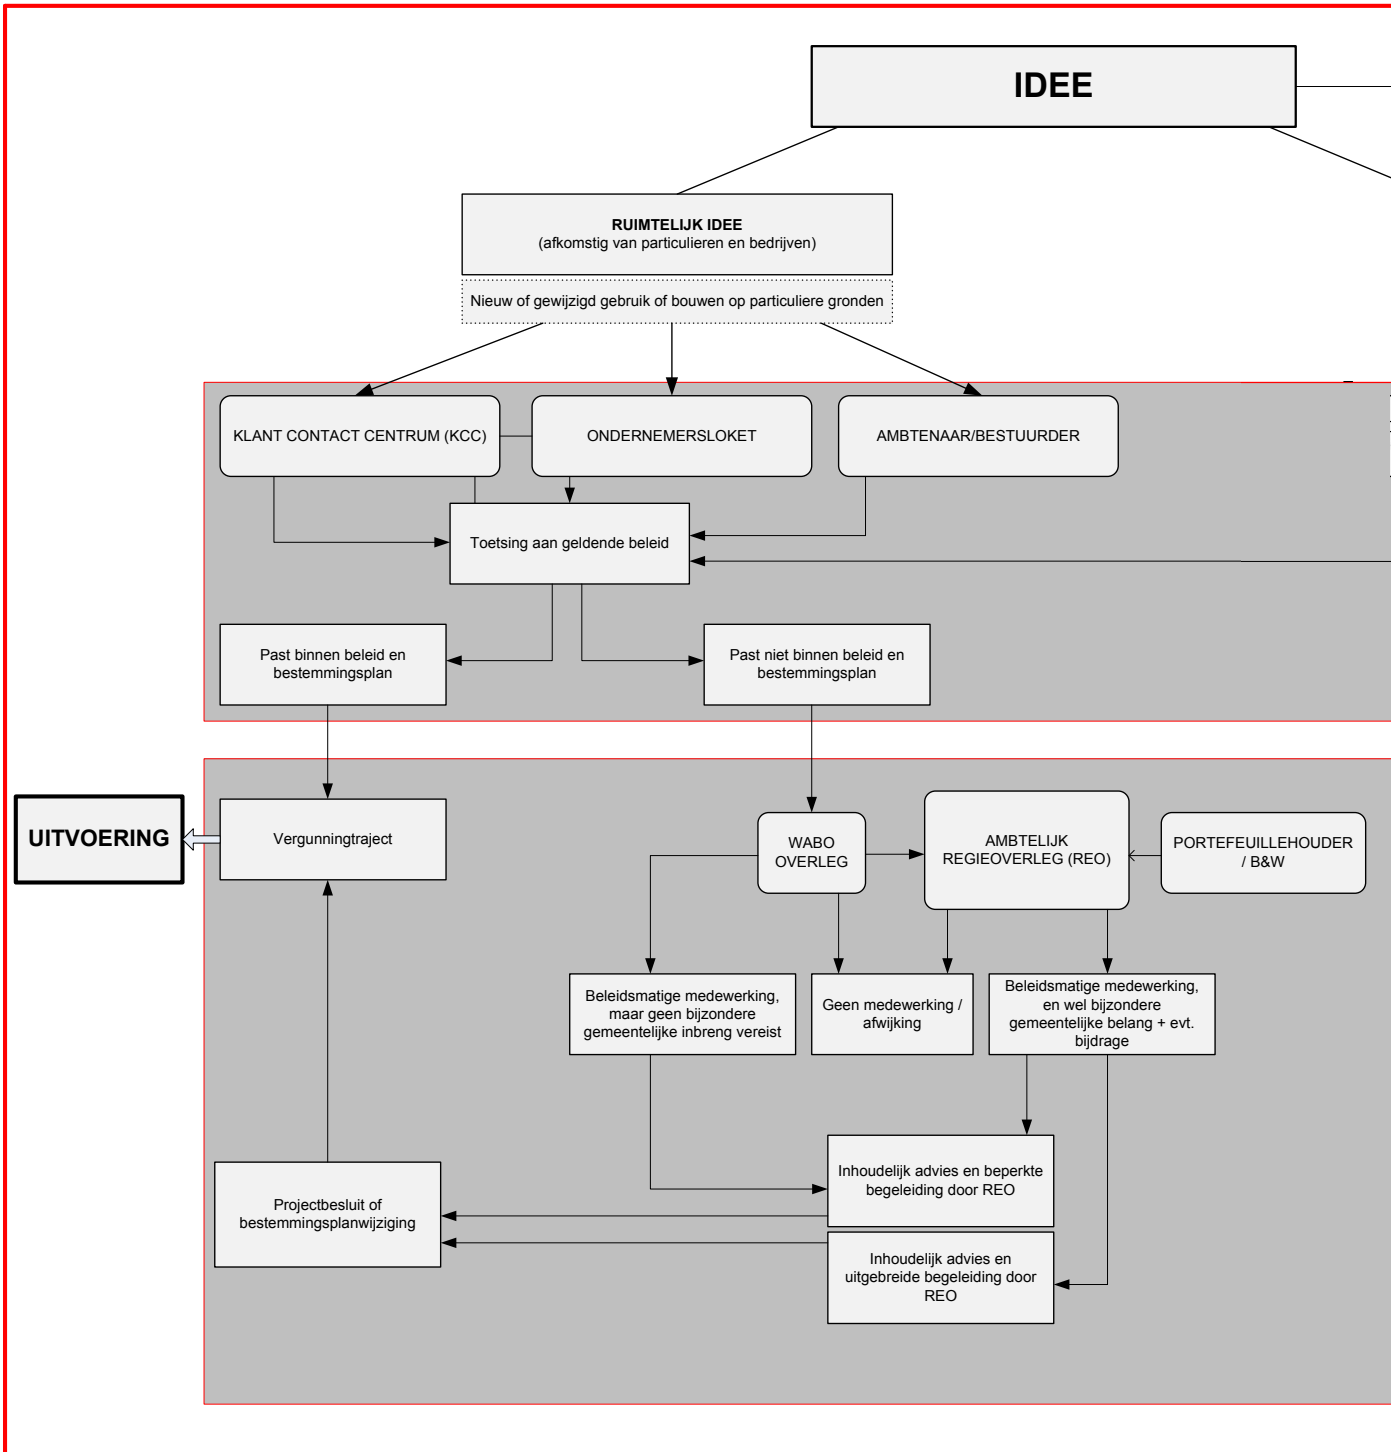 IDEE
RUIMTELIJK IDEE
(afkomstig van particulieren en bedrijven)
Nieuw of gewijzigd gebruik of bouwen op particuliere gronden
KLANT CONTACT CENTRUM (KCC)
ONDERNEMERSLOKET
AMBTENAAR/BESTUURDER
Toetsing aan geldende beleid
Past binnen beleid en
bestemmingsplan
Past niet binnen beleid en
bestemmingsplan
UITVOERING
Vergunningtraject
WABO
OVERLEG
AMBTELIJK
REGIEOVERLEG (REO)
PORTEFEUILLEHOUDER
/ B&W
Beleidsmatige medewerking,
maar geen bijzondere
gemeentelijke inbreng vereist
Geen medewerking /
afwijking
Beleidsmatige medewerking,
en wel bijzondere
gemeentelijke belang + evt.
bijdrage
Inhoudelijk advies en beperkte
begeleiding door REO
Projectbesluit of
bestemmingsplanwijziging
Inhoudelijk advies en
uitgebreide begeleiding door
REO